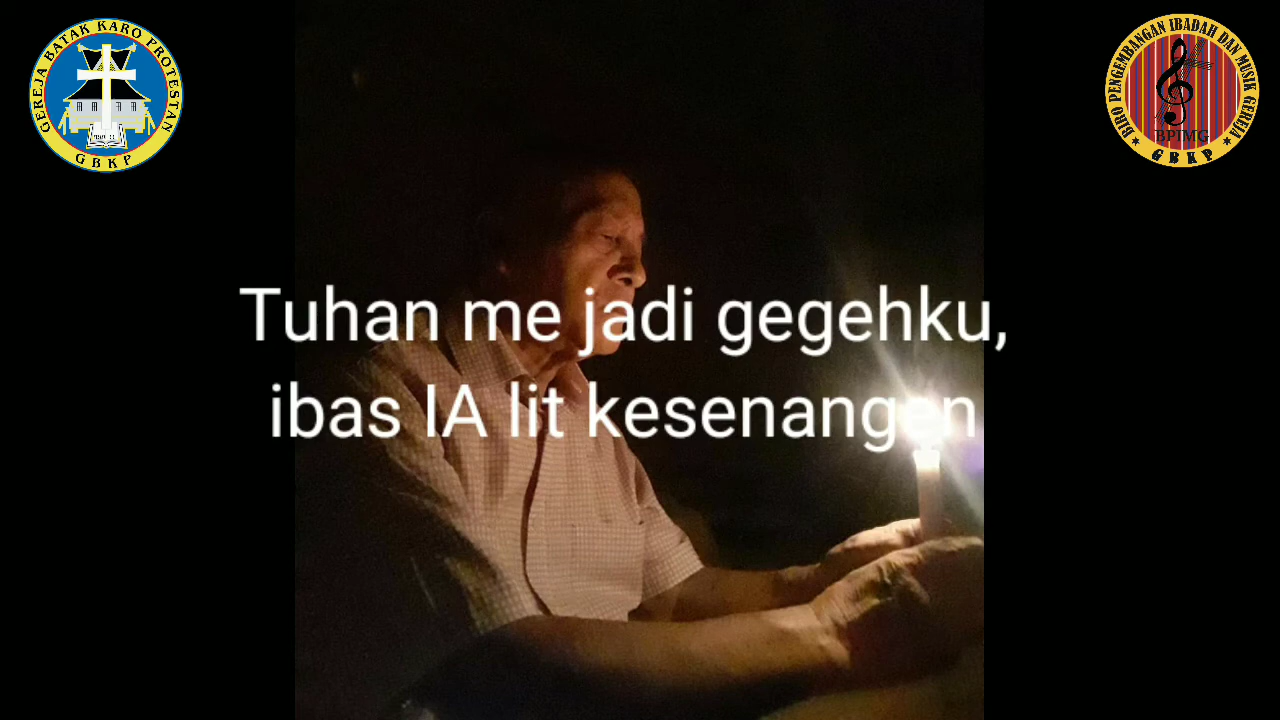 GEREJA BATAK KARO PROTESTAN
GBKP
BIRO PENGEMBANGAN IBADAH DAN MUSIK GEREJA
BPIMG
GBKP
Tuhan me jadi gegehku,
ibas IA lit kesenangen